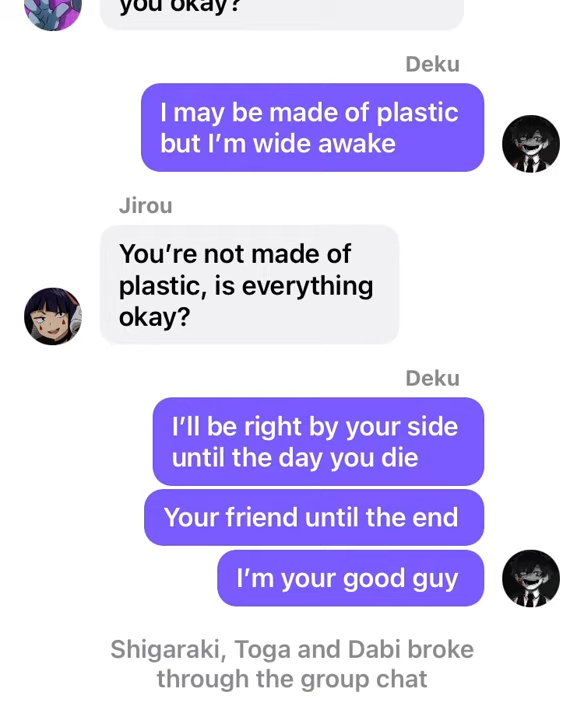 you okay?
Deku
I may be made of plastic
but I'm wide awake
Jirou
You're not made of
plastic, is everything
okay?
Deku
I'll be right by your side
until the day you die
Your friend until the end
I'm your good guy
Shigaraki, Toga and Dabi broke
through the group chat